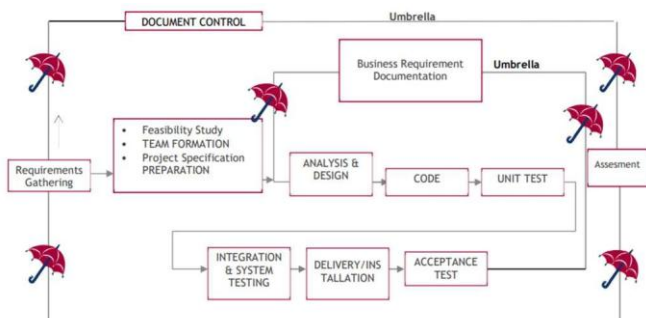 DOCUMENT CONTROL
Umbrella
Business Requirement
Documentation
Umbrella
• Feasibility Study
• TEAM FORMATION
• Project Specification
PREPARATION
Requirements
Gathering
ANALYSIS &
DESIGN
CODE
UNIT TEST
Assesment
INTEGRATION
& SYSTEM
TESTING
DELIVERY/INS
TALLATION
ACCEPTANCE
TEST